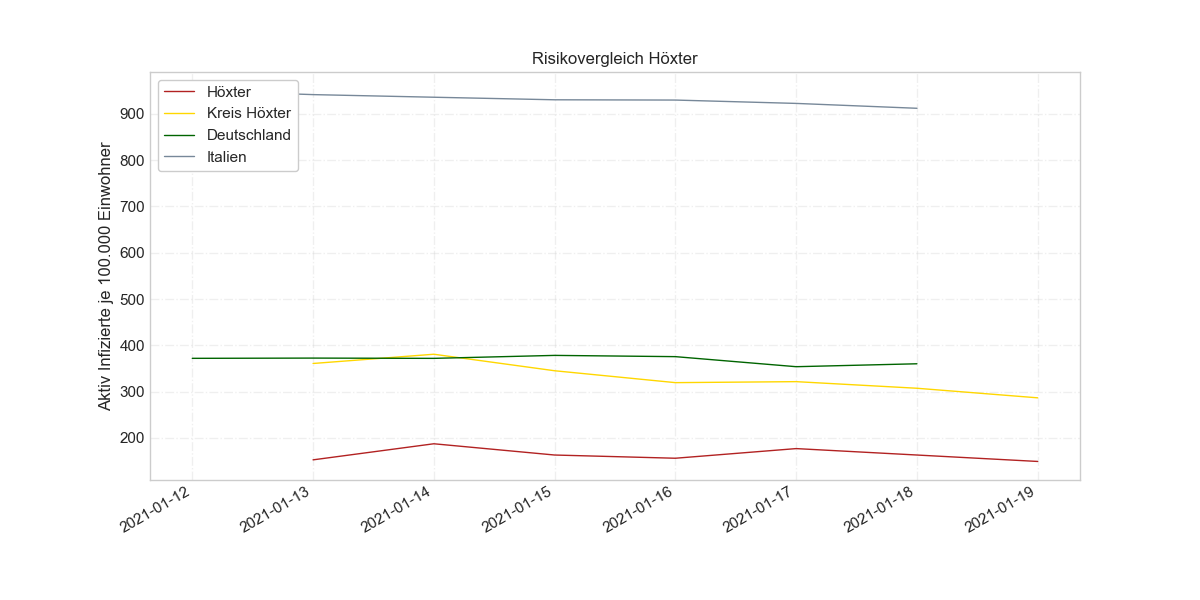 Risikovergleich Höxter
Höxter
Kreis Höxter
Deutschland
Italien
Aktiv Infizierte je 100.000 Einwohner
900
800
700
600
500
400
300
200
2021-01-12
2021-01-13
2021-01-14
2021-01-15
2021-01-16
2021-01-17
2021-01-18
2021-01-19